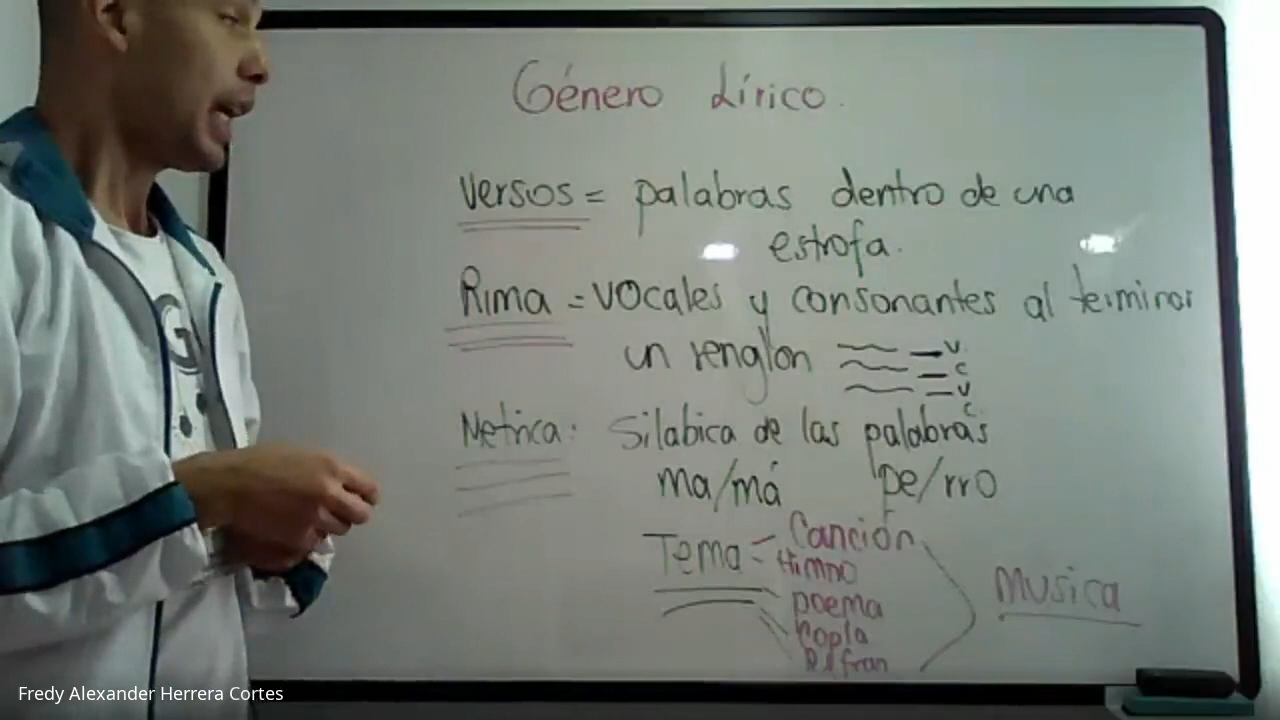 Género Lírico.
Versos = palabras dentro de una
estrofa.
Rima = vocales y consonantes al terminar
un renglon
v
c
v
c.
Metrica: Silabica de las palabras
ma/má pe/rro
Tema = Canción
Himno
poema
Copla
Refran
Musica
Fredy Alexander Herrera Cortes